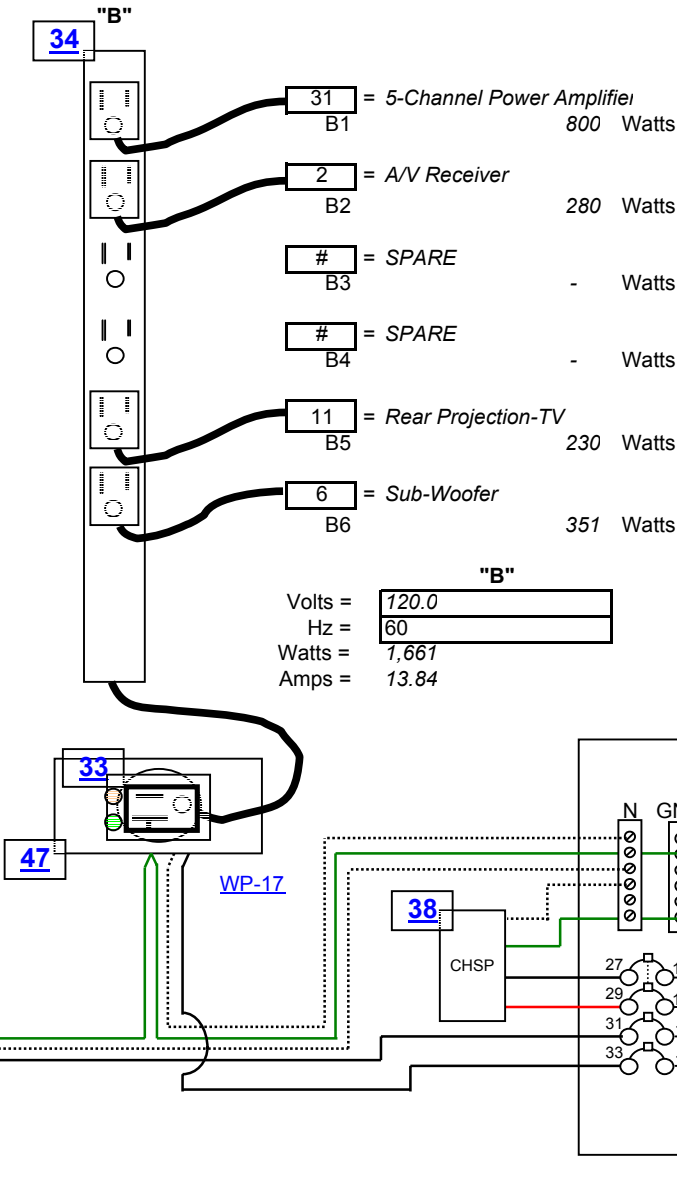 "B"
34
31 = 5-Channel Power Amplifier
B1 800 Watts
2 = A/V Receiver
B2 280 Watts
# = SPARE
B3 - Watts
# = SPARE
B4 - Watts
11 = Rear Projection-TV
B5 230 Watts
6 = Sub-Woofer
B6 351 Watts
"B"
Volts = 120.0
Hz = 60
Watts = 1,661
Amps = 13.84
33
47
WP-17
N
38
CHSP
27
29
31
33